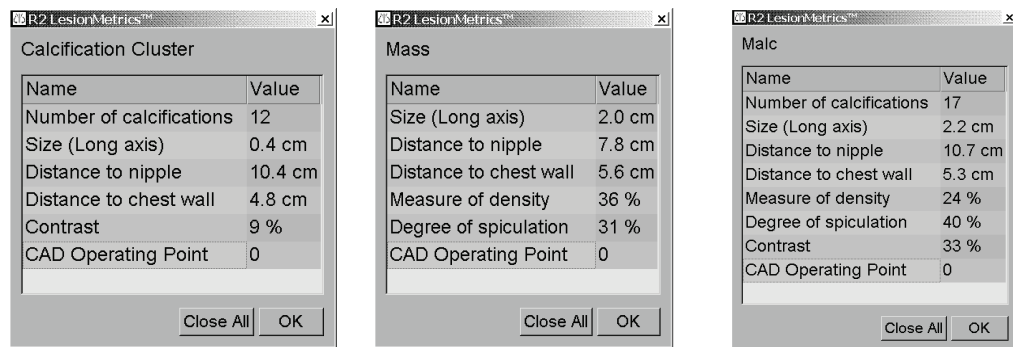 R2 LesionMetrics™
Calcification Cluster
Name Value
Number of calcifications 12
Size (Long axis) 0.4 cm
Distance to nipple 10.4 cm
Distance to chest wall 4.8 cm
Contrast 9 %
CAD Operating Point 0
Close All OK
R2 LesionMetrics™
Mass
Name Value
Size (Long axis) 2.0 cm
Distance to nipple 7.8 cm
Distance to chest wall 5.6 cm
Measure of density 36 %
Degree of spiculation 31 %
CAD Operating Point 0
Close All OK
R2 LesionMetrics™
Malc
Name Value
Number of calcifications 17
Size (Long axis) 2.2 cm
Distance to nipple 10.7 cm
Distance to chest wall 5.3 cm
Measure of density 24 %
Degree of spiculation 40 %
Contrast 33 %
CAD Operating Point 0
Close All OK